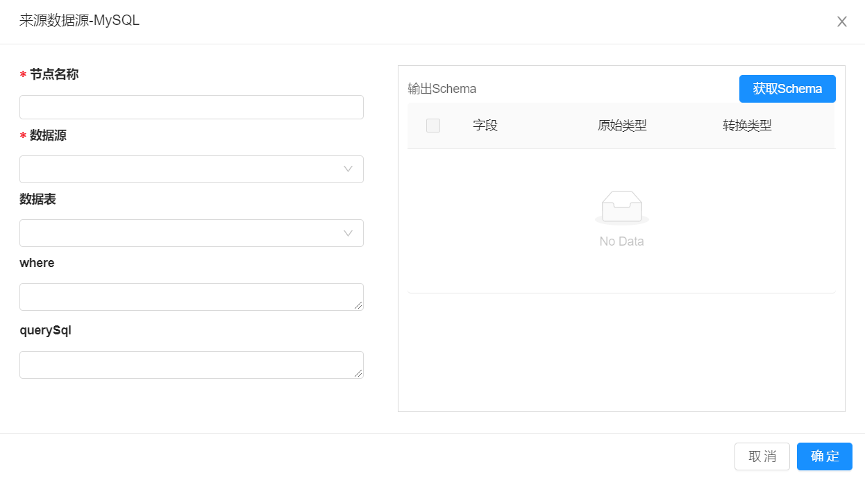 来源数据源-MySQL
* 节点名称
* 数据源
数据表
where
querySql
输出Schema
获取Schema
字段 原始类型 转换类型
No Data
取 消
确 定